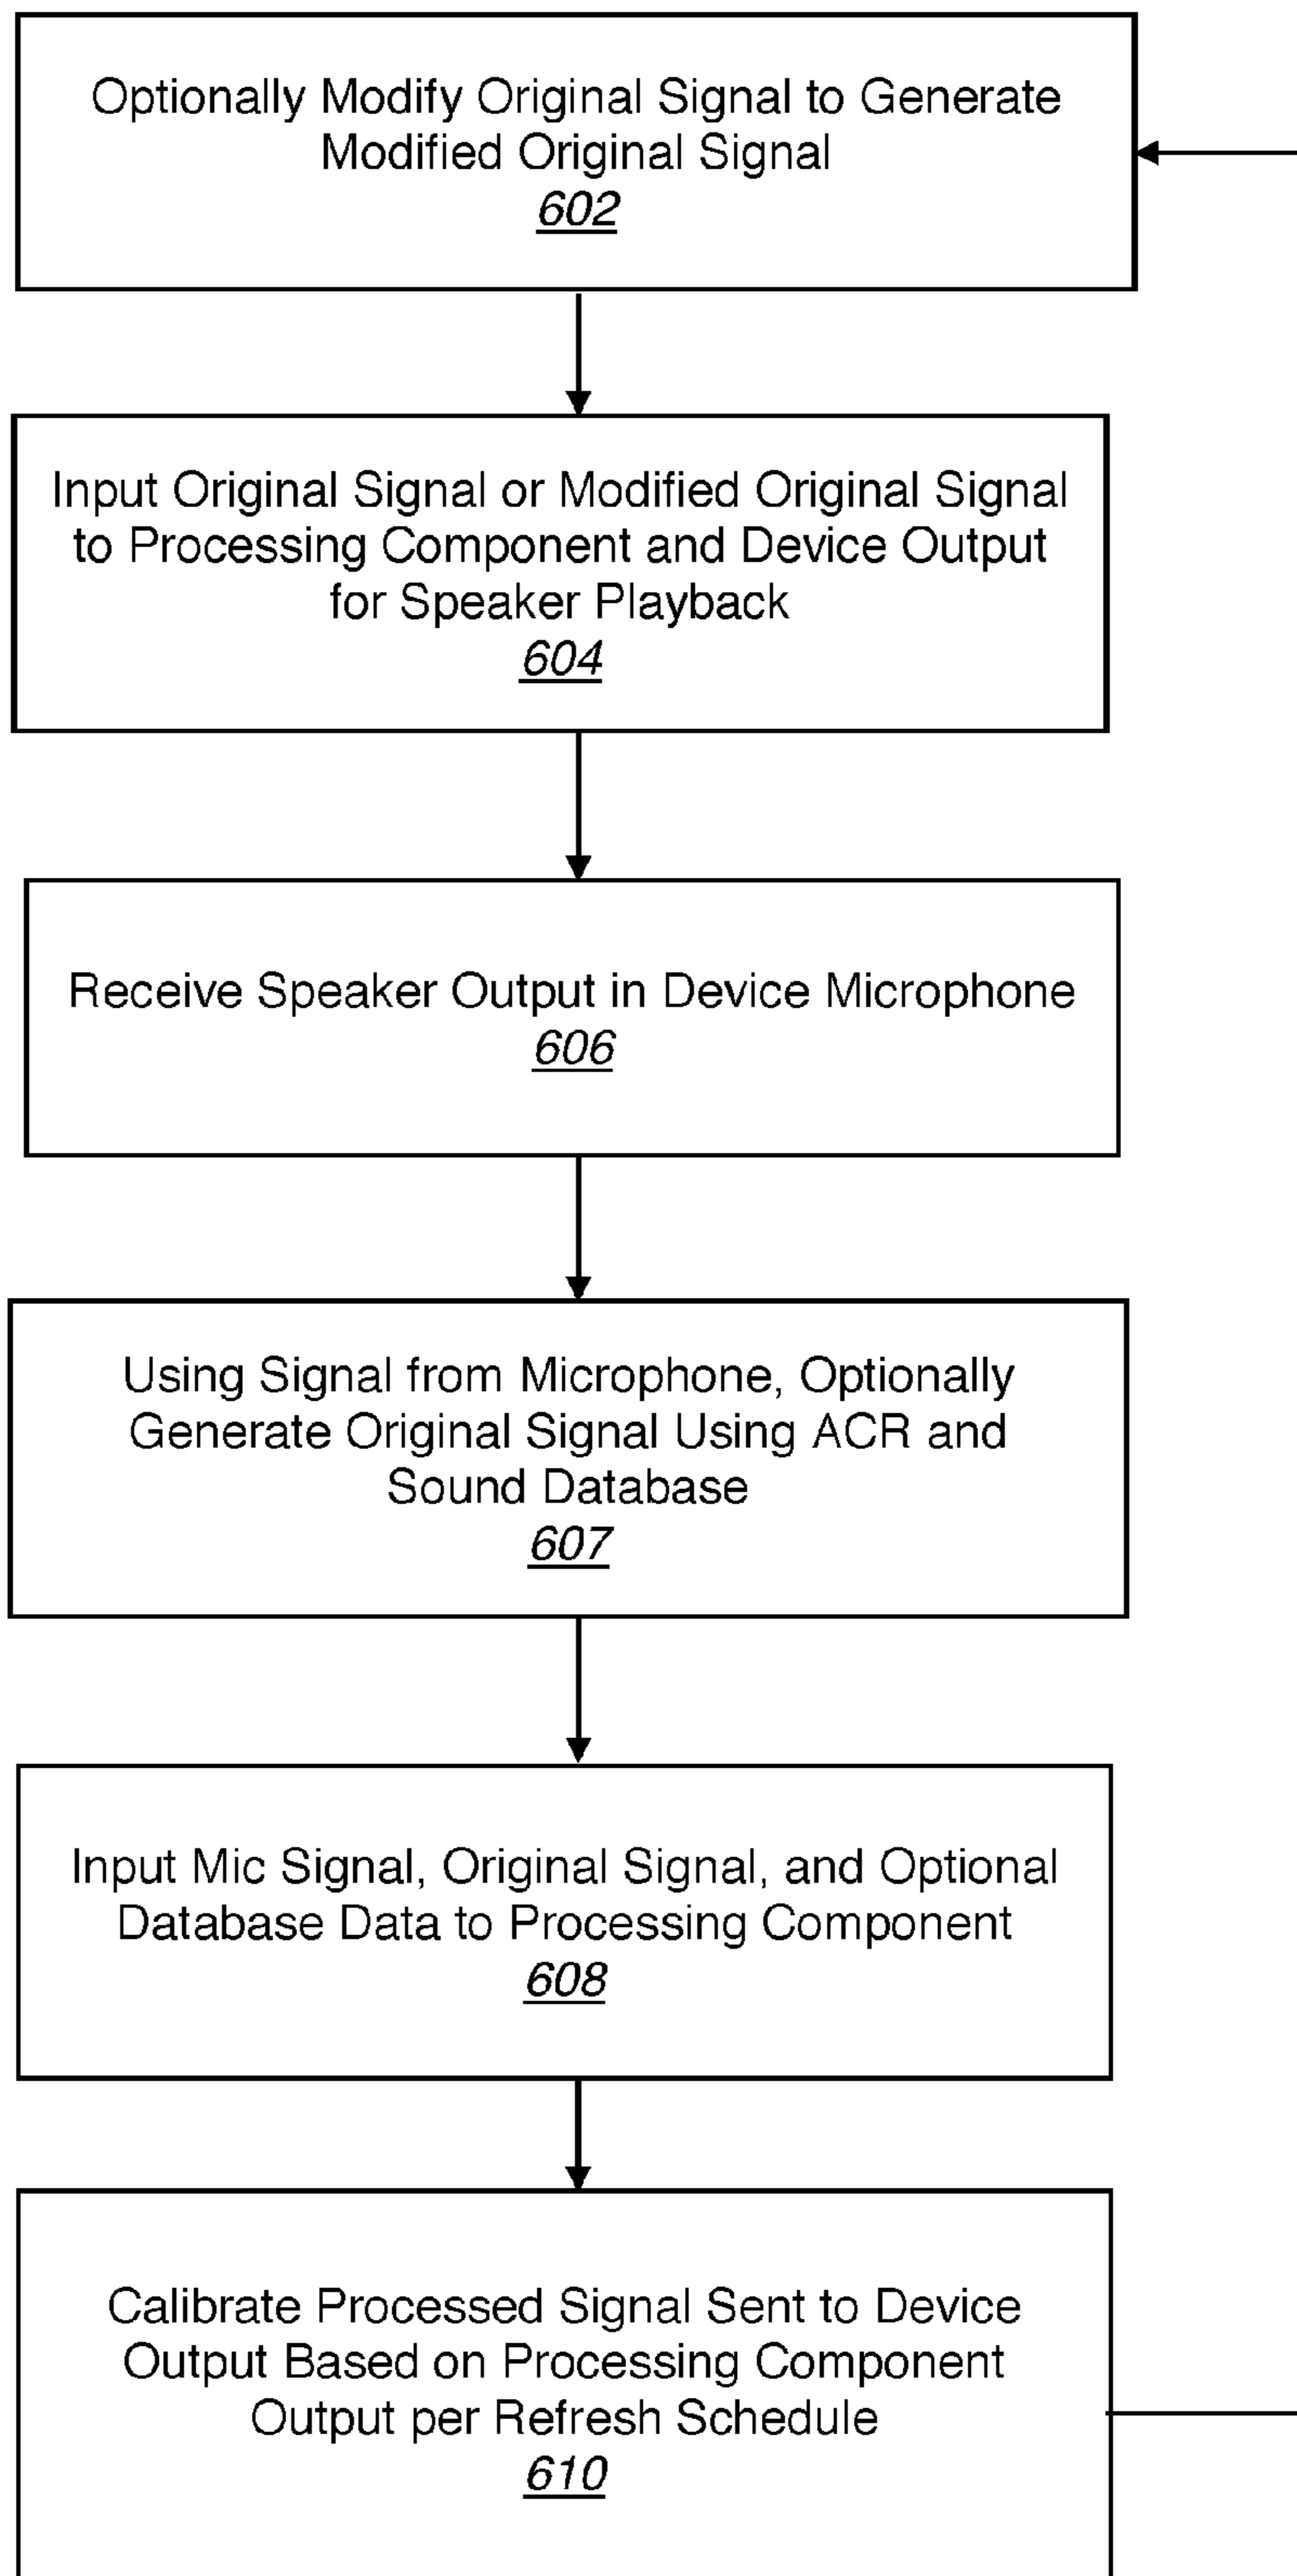 Optionally Modify Original Signal to Generate
Modified Original Signal
602
Input Original Signal or Modified Original Signal
to Processing Component and Device Output
for Speaker Playback
604
Receive Speaker Output in Device Microphone
606
Using Signal from Microphone, Optionally
Generate Original Signal Using ACR and
Sound Database
607
Input Mic Signal, Original Signal, and Optional
Database Data to Processing Component
608
Calibrate Processed Signal Sent to Device
Output Based on Processing Component
Output per Refresh Schedule
610